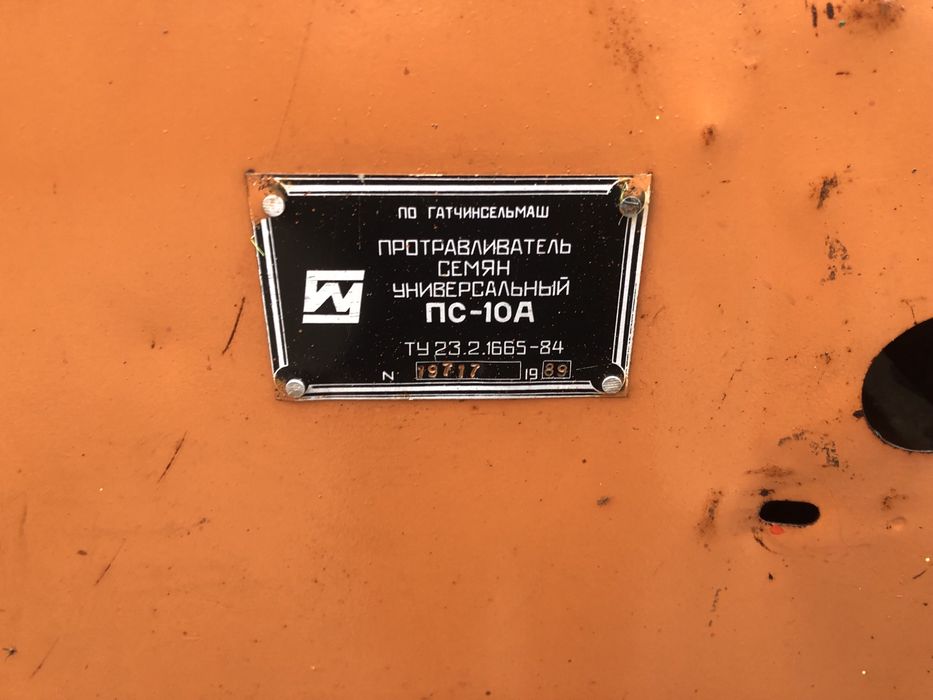 ПО ГАТЧИНСЕЛЬМАШ
ПРОТРАВЛИВАТЕЛЬ
СЕМЯН
УНИВЕРСАЛЬНЫЙ
ПС-10А
ТУ 23.2.1665-84
N 19717 1989